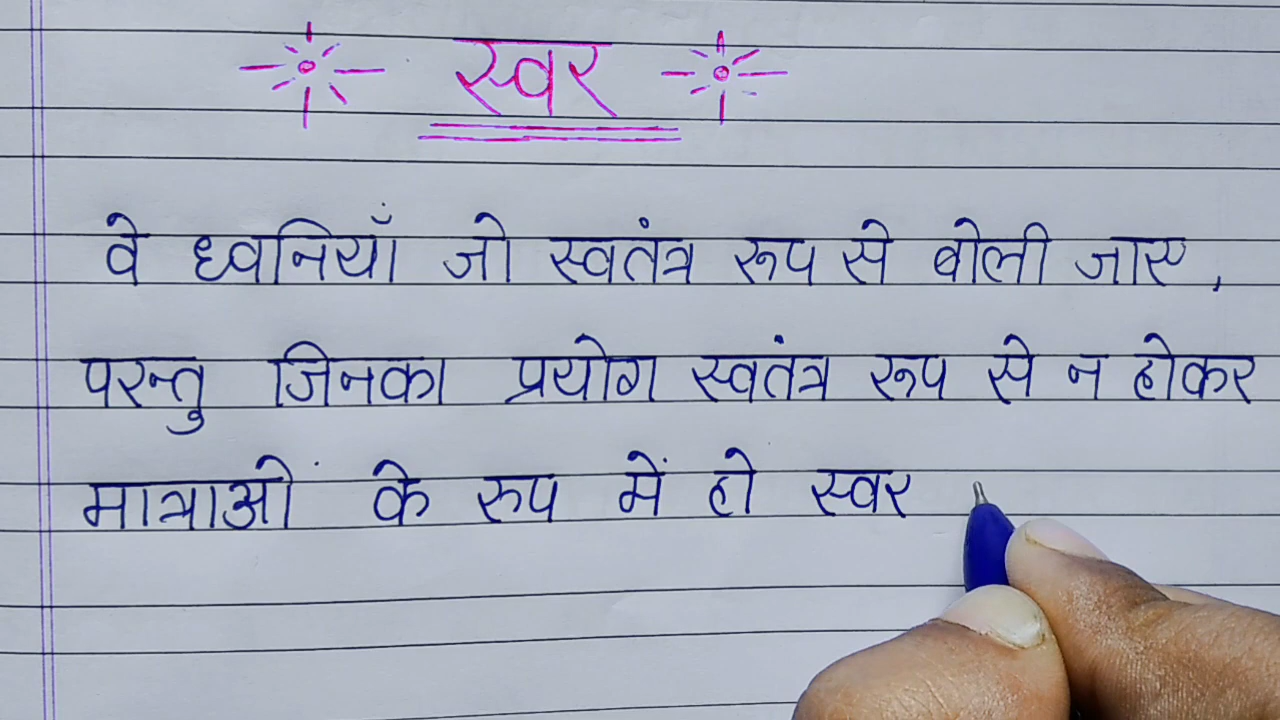 स्वर
वे ध्वनियाँ जो स्वतंत्र रूप से बोली जाए,
परन्तु जिनका प्रयोग स्वतंत्र रूप से न होकर
मात्राओं के रुप में हो स्वर